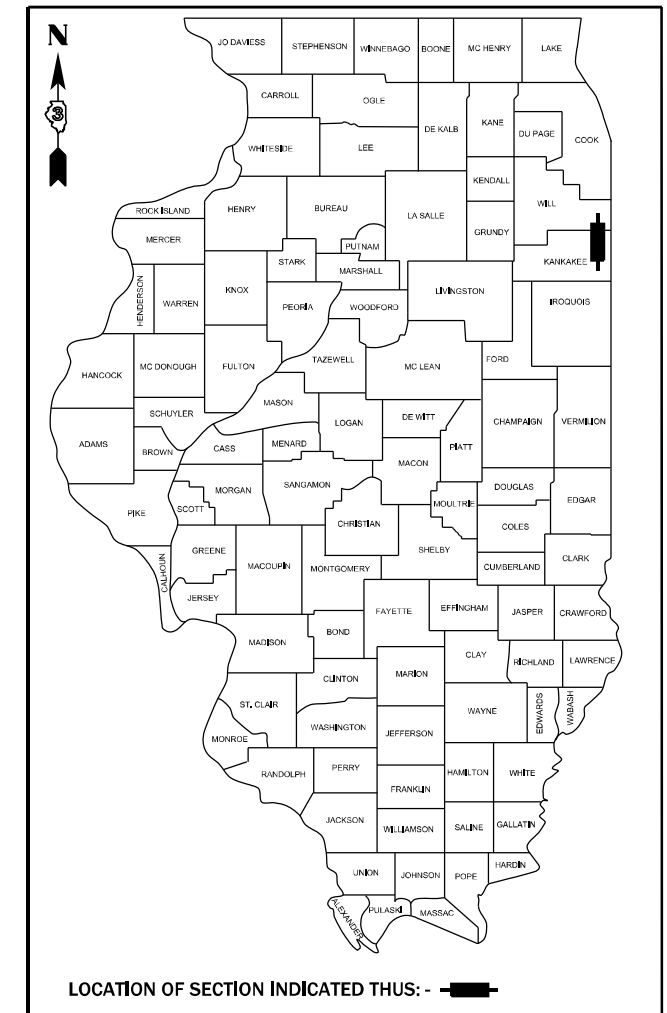 N
JO DAVIESS
STEPHENSON
WINNEBAGO
BOONE
MC HENRY
LAKE
CARROLL
OGLE
DE KALB
KANE
DU PAGE
COOK
WHITESIDE
LEE
KENDALL
WILL
ROCK ISLAND
HENRY
BUREAU
LA SALLE
GRUNDY
MERCER
PUTNAM
KANKAKEE
STARK
MARSHALL
HENDERSON
WARREN
KNOX
PEORIA
WOODFORD
LIVINGSTON
IROQUOIS
HANCOCK
MC DONOUGH
FULTON
TAZEWELL
MC LEAN
FORD
SCHUYLER
MASON
LOGAN
DE WITT
CHAMPAIGN
VERMILION
ADAMS
BROWN
CASS
MENARD
MACON
PIATT
PIKE
SCOTT
MORGAN
SANGAMON
CHRISTIAN
MOULTRIE
DOUGLAS
EDGAR
COLES
CALHOUN
GREENE
MACOUPIN
MONTGOMERY
SHELBY
CUMBERLAND
CLARK
JERSEY
FAYETTE
EFFINGHAM
JASPER
CRAWFORD
MADISON
BOND
CLAY
RICHLAND
LAWRENCE
CLINTON
MARION
ST. CLAIR
WAYNE
EDWARDS
WABASH
MONROE
WASHINGTON
JEFFERSON
RANDOLPH
PERRY
HAMILTON
WHITE
FRANKLIN
JACKSON
WILLIAMSON
SALINE
GALLATIN
UNION
JOHNSON
POPE
HARDIN
ALEXANDER
PULASKI
MASSAC
LOCATION OF SECTION INDICATED THUS: -